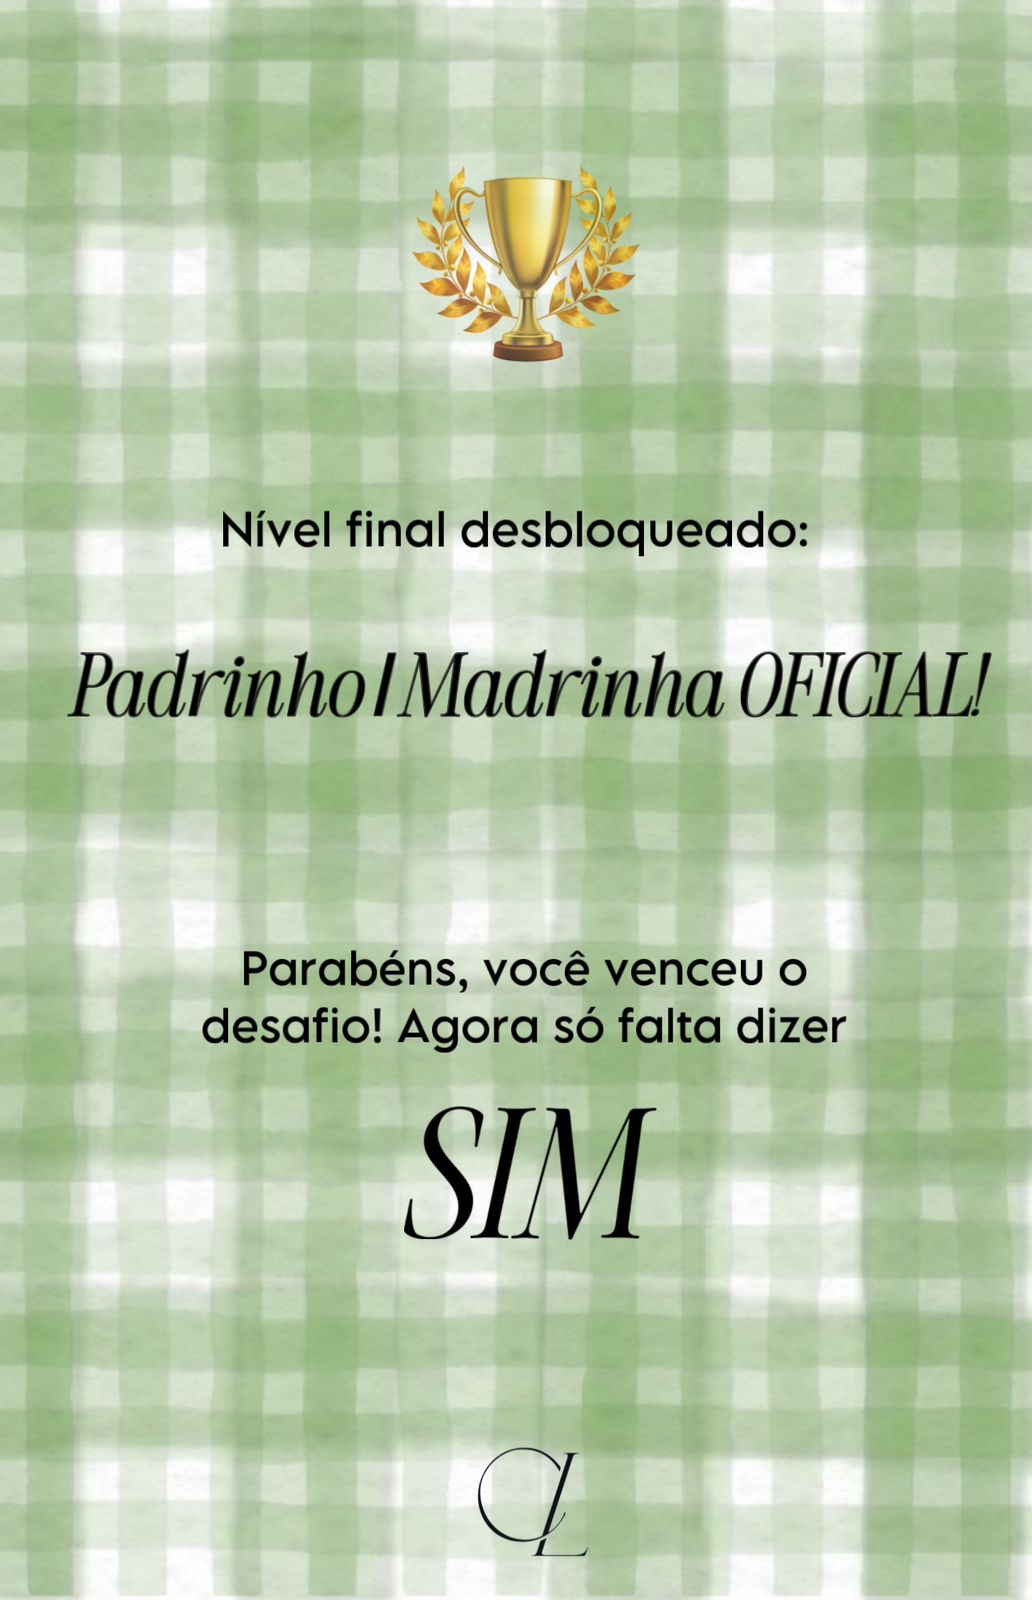 Nível final desbloqueado:
Padrinho/Madrinha OFICIAL!
Parabéns, você venceu o
desafio! Agora só falta dizer
SIM
CL